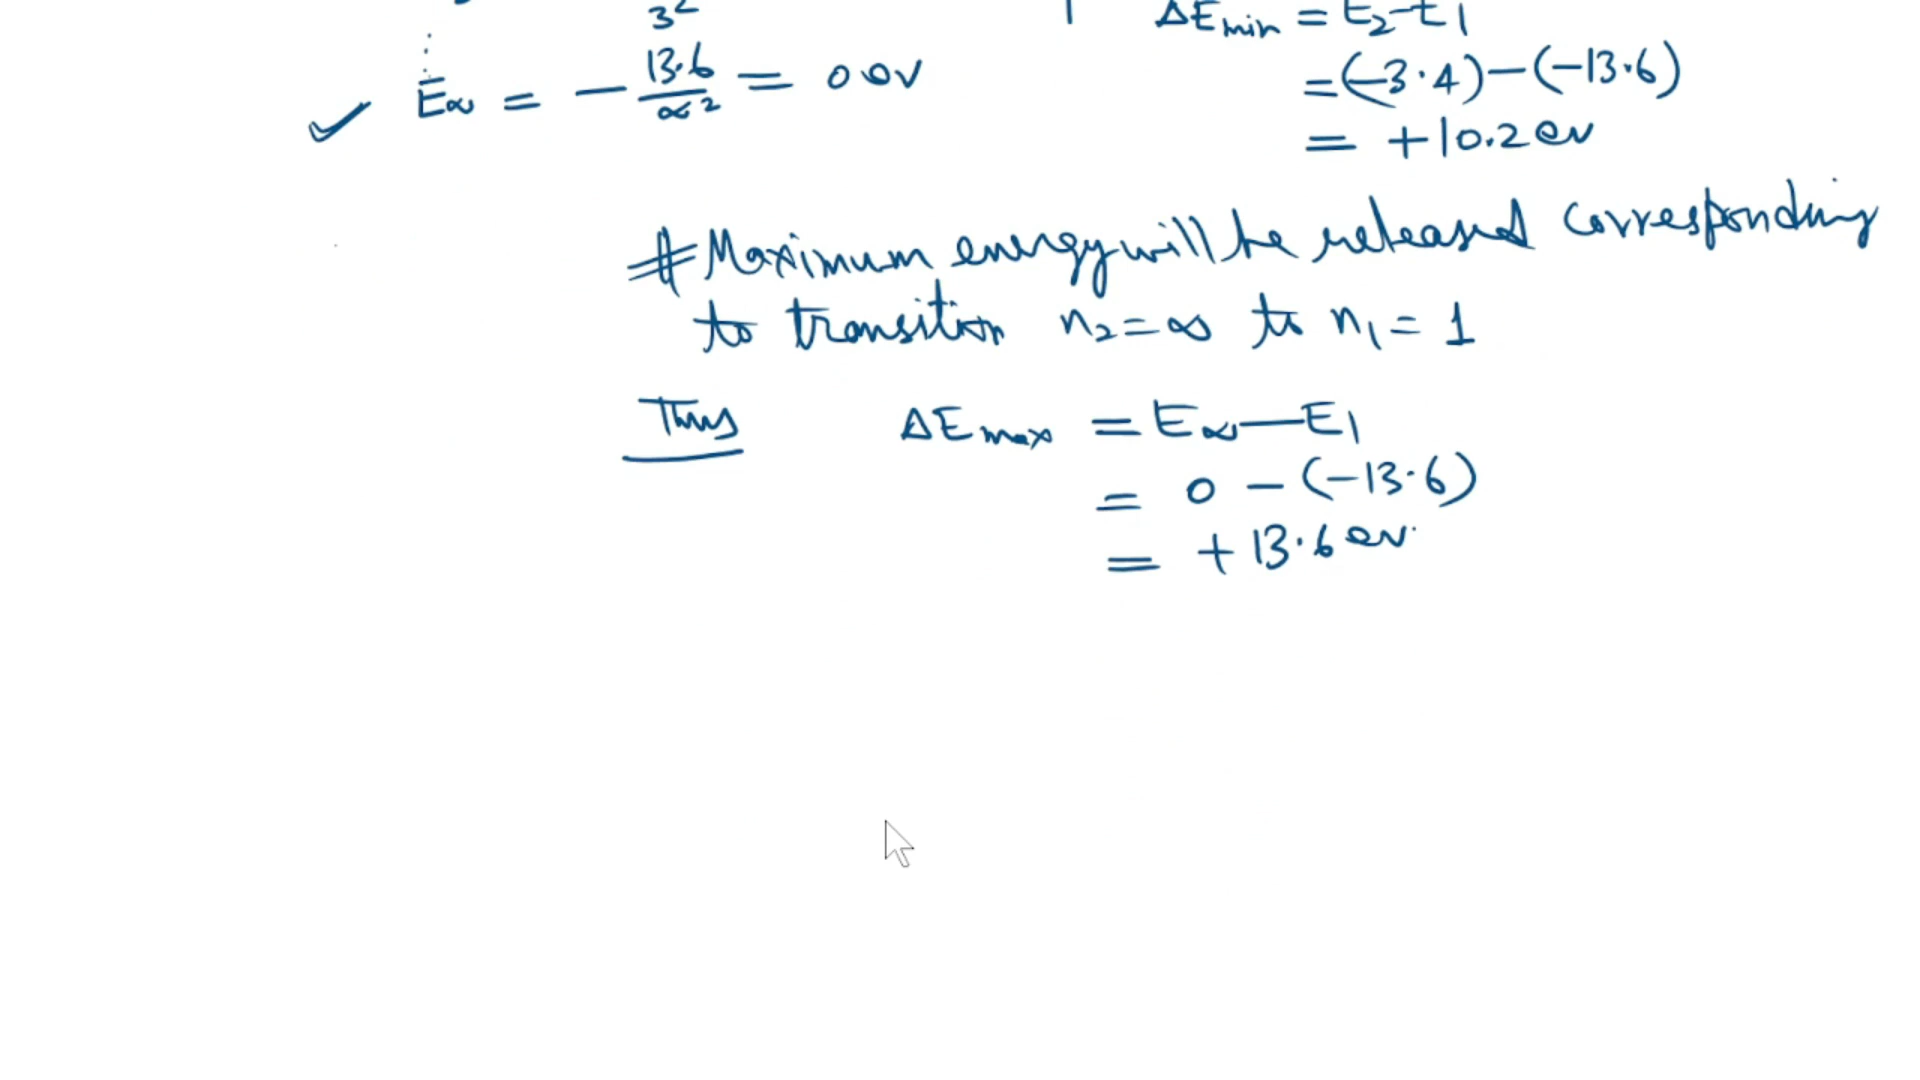 3²
⋮
E∞ = - 13.6/∝² = 0 ev
ΔEmin = E₂-E₁
=(-3.4)-(-13.6)
= +10.2 ev
# Maximum energy will be released corresponding
to transition n₂=∞ to n₁= 1
Thus ΔEmax = E∞-E₁
= 0 - (-13.6)
= + 13.6 ev.